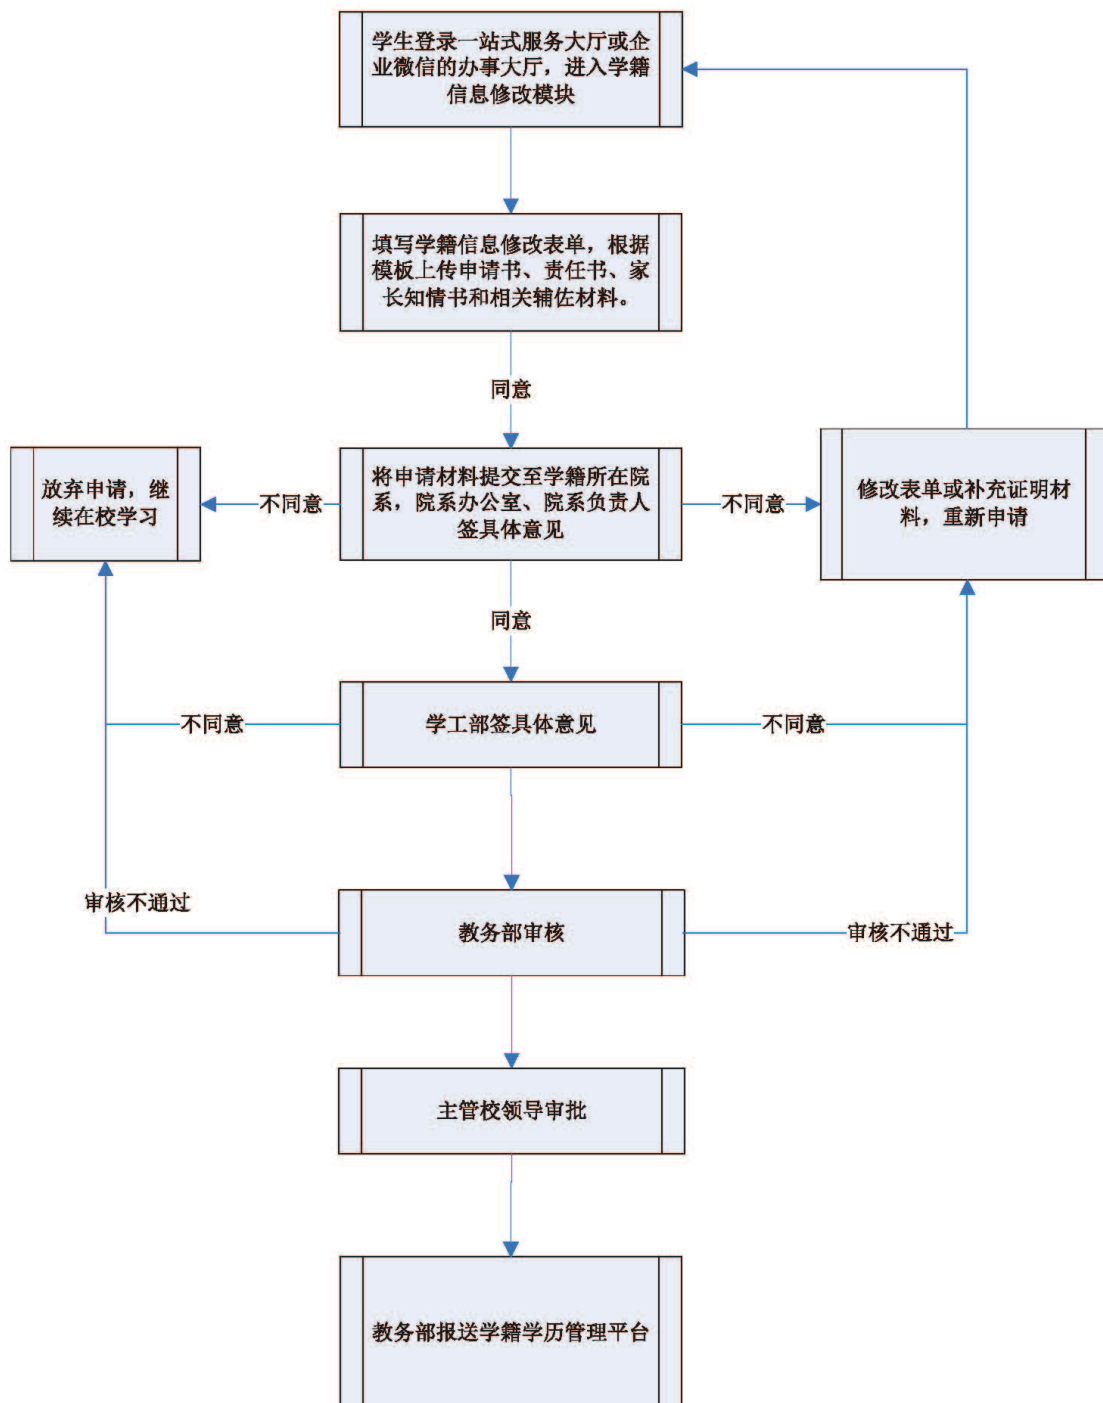 学生登录一站式服务大厅或企
业微信的办事大厅，进入学籍
信息修改模块
填写学籍信息修改表单，根据
模板上传申请书、责任书、家
长知情书和相关辅佐材料。
同意
放弃申请，继
续在校学习
不同意
将申请材料提交至学籍所在院
系，院系办公室、院系负责人
签具体意见
不同意
修改表单或补充证明材
料，重新申请
同意
不同意
学工部签具体意见
不同意
审核不通过
教务部审核
审核不通过
主管校领导审批
教务部报送学籍学历管理平台